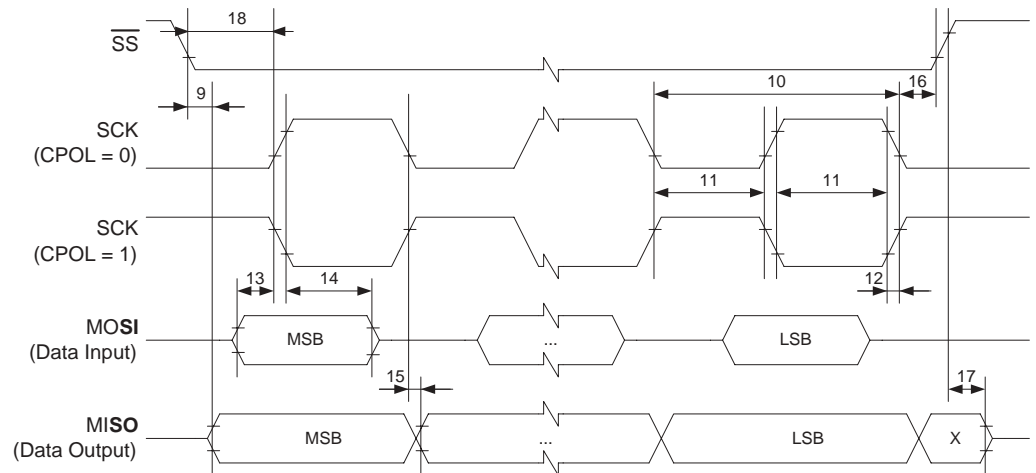 18
SS
9
10
16
SCK
(CPOL = 0)
11
11
SCK
(CPOL = 1)
13
14
12
MOSI
(Data Input)
MSB
...
LSB
15
17
MISO
(Data Output)
MSB
...
LSB
X